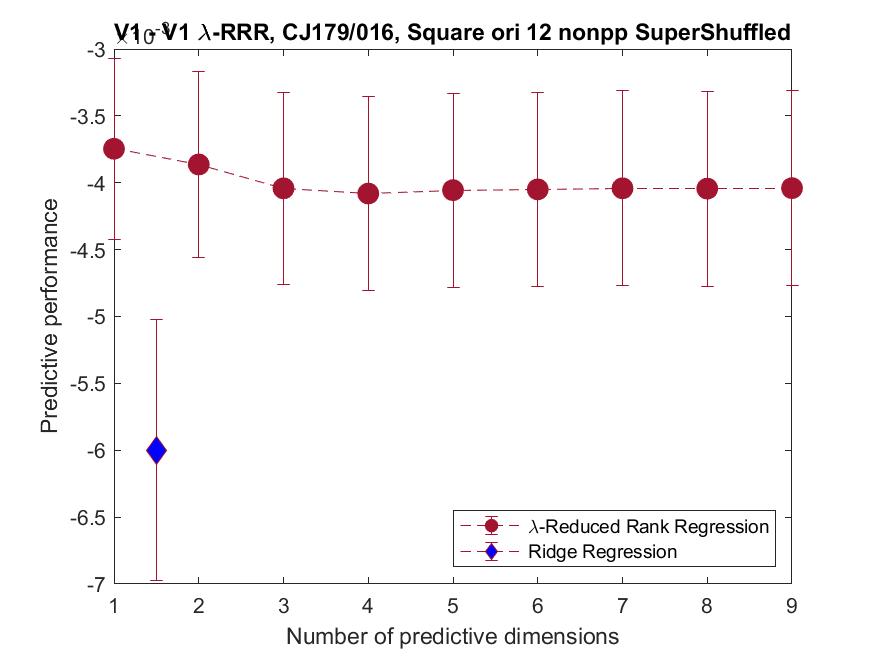 V1 - V1 λ-RRR, CJ179/016, Square ori 12 nonpp SuperShuffled
×10⁻³
-3
-3.5
-4
-4.5
-5
-5.5
-6
-6.5
-7
Predictive performance
1 2 3 4 5 6 7 8 9
Number of predictive dimensions
λ-Reduced Rank Regression
Ridge Regression